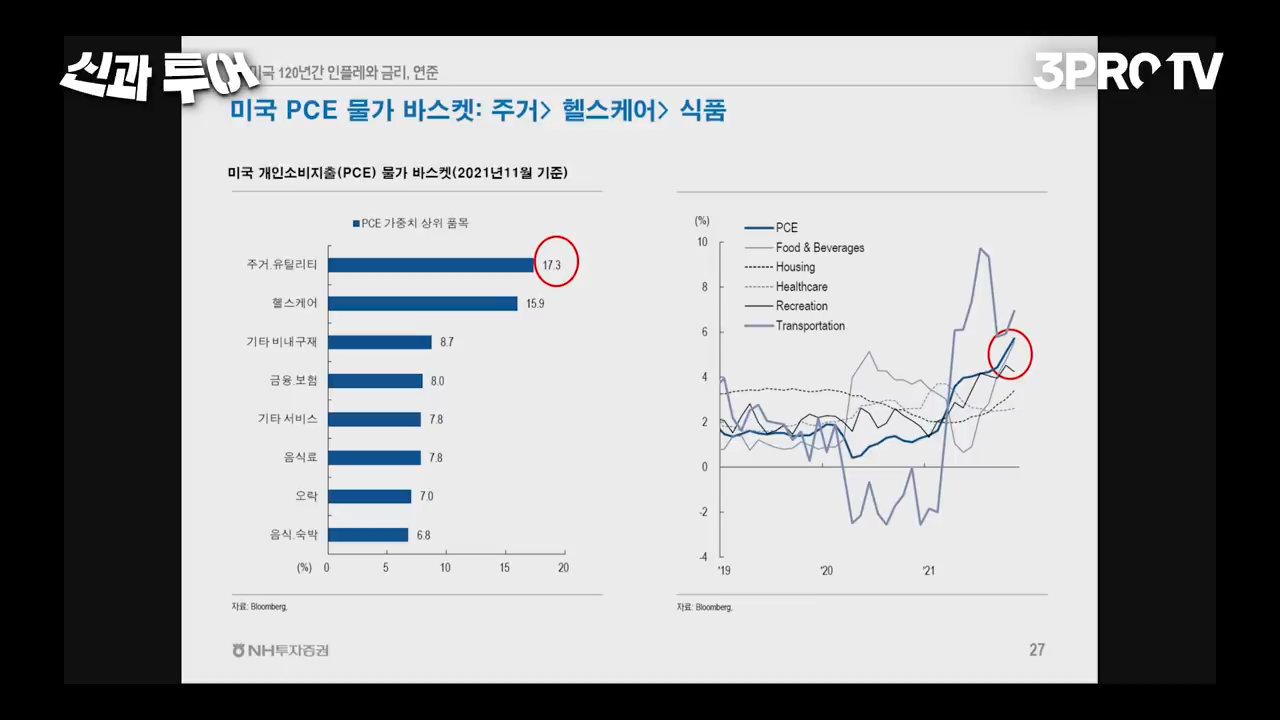 신과 투어
3PROTV
미국 120년간 인플레와 금리, 연준
미국 PCE 물가 바스켓: 주거> 헬스케어> 식품
미국 개인소비지출(PCE) 물가 바스켓(2021년11월 기준)
PCE 가중치 상위 품목
주거.유틸리티 17.3
헬스케어 15.9
기타 비내구재 8.7
금융 보험 8.0
기타 서비스 7.8
음식료 7.8
오락 7.0
음식.숙박 6.8
(%) 0 5 10 15 20
자료: Bloomberg,
(%)
PCE
Food & Beverages
Housing
Healthcare
Recreation
Transportation
10
8
6
4
2
0
-2
-4
'19 '20 '21
자료: Bloomberg,
NH투자증권
27